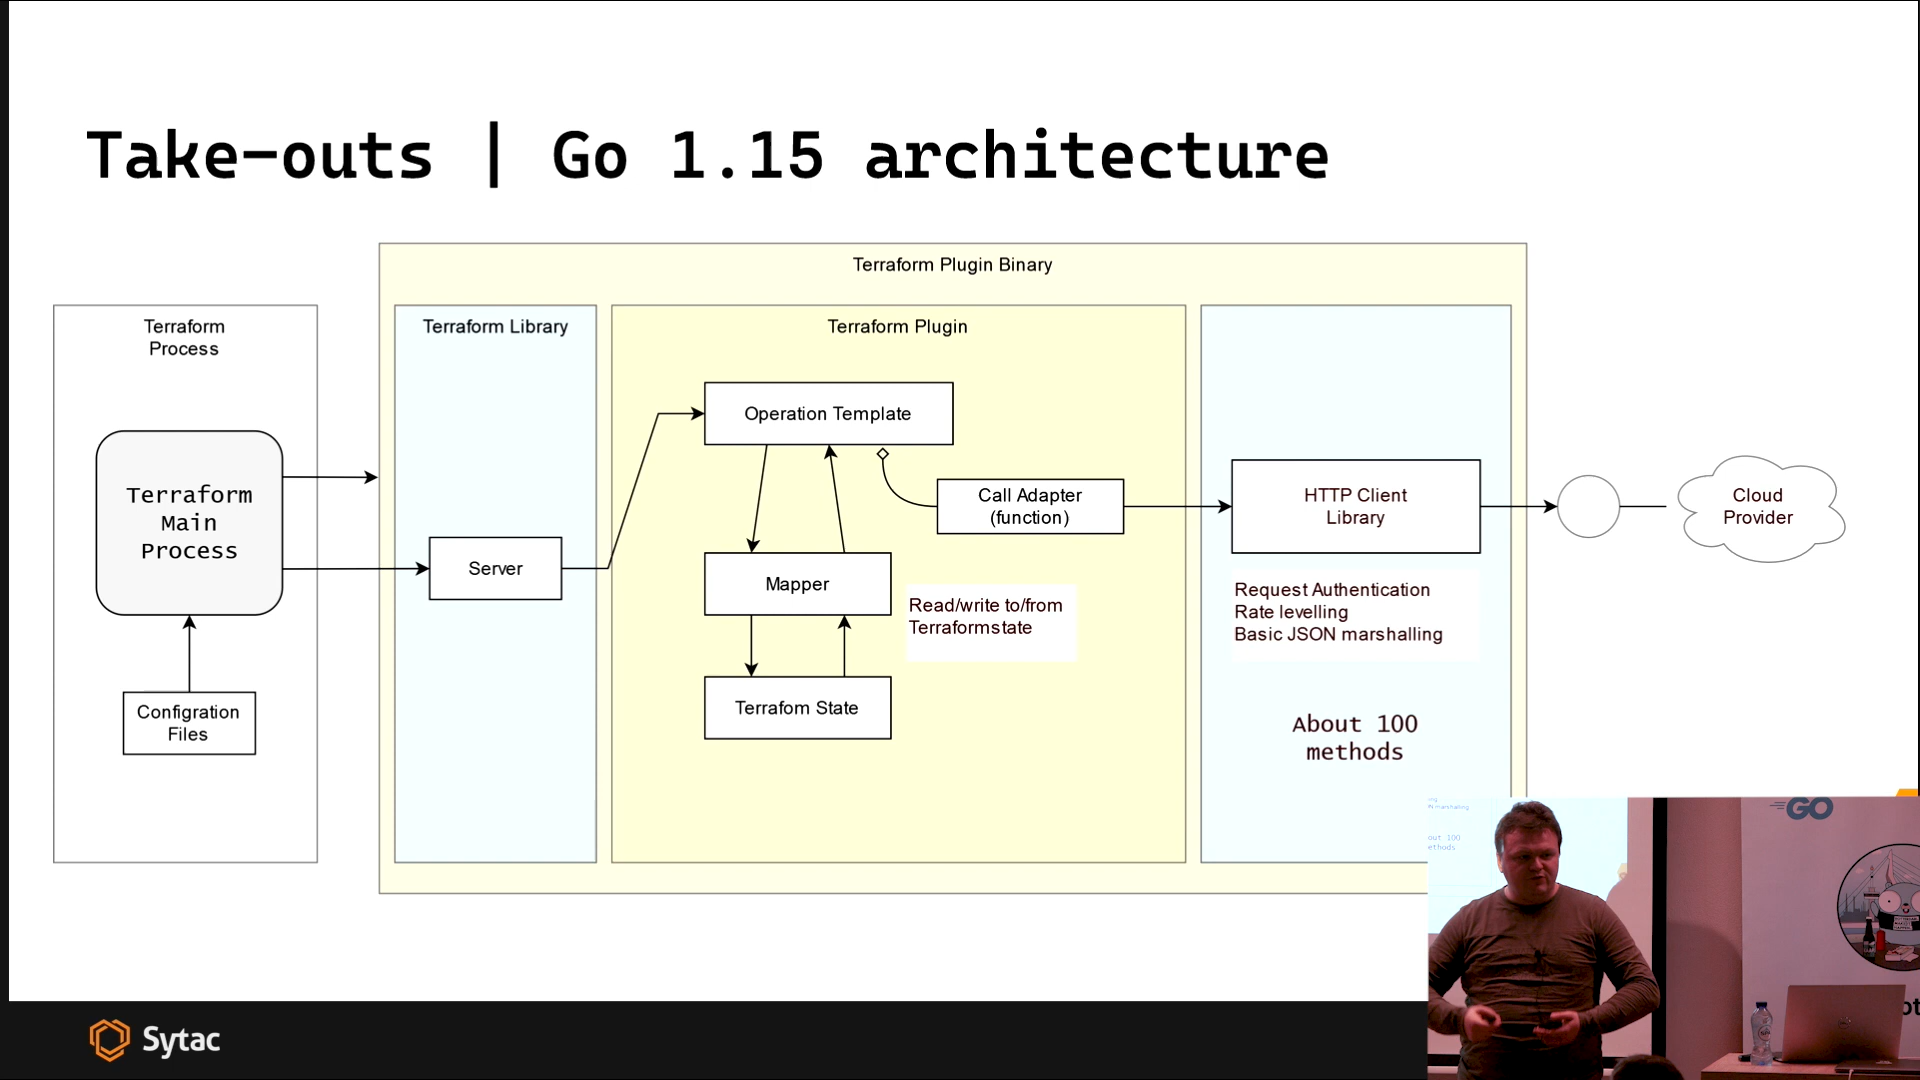 Take-outs | Go 1.15 architecture
Terraform Plugin Binary
Terraform
Process
Terraform Library
Terraform Plugin
Terraform
Main
Process
Configration
Files
Server
Operation Template
Call Adapter
(function)
Mapper
Read/write to/from
Terraformstate
Terrafom State
HTTP Client
Library
Request Authentication
Rate levelling
Basic JSON marshalling
About 100
methods
Cloud
Provider
GO
Sytac